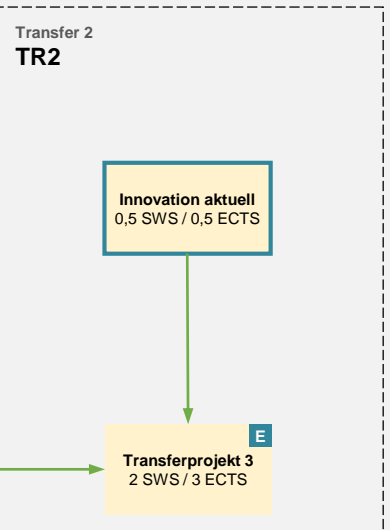 Transfer 2
TR2
Innovation aktuell
0,5 SWS / 0,5 ECTS
E
Transferprojekt 3
2 SWS / 3 ECTS